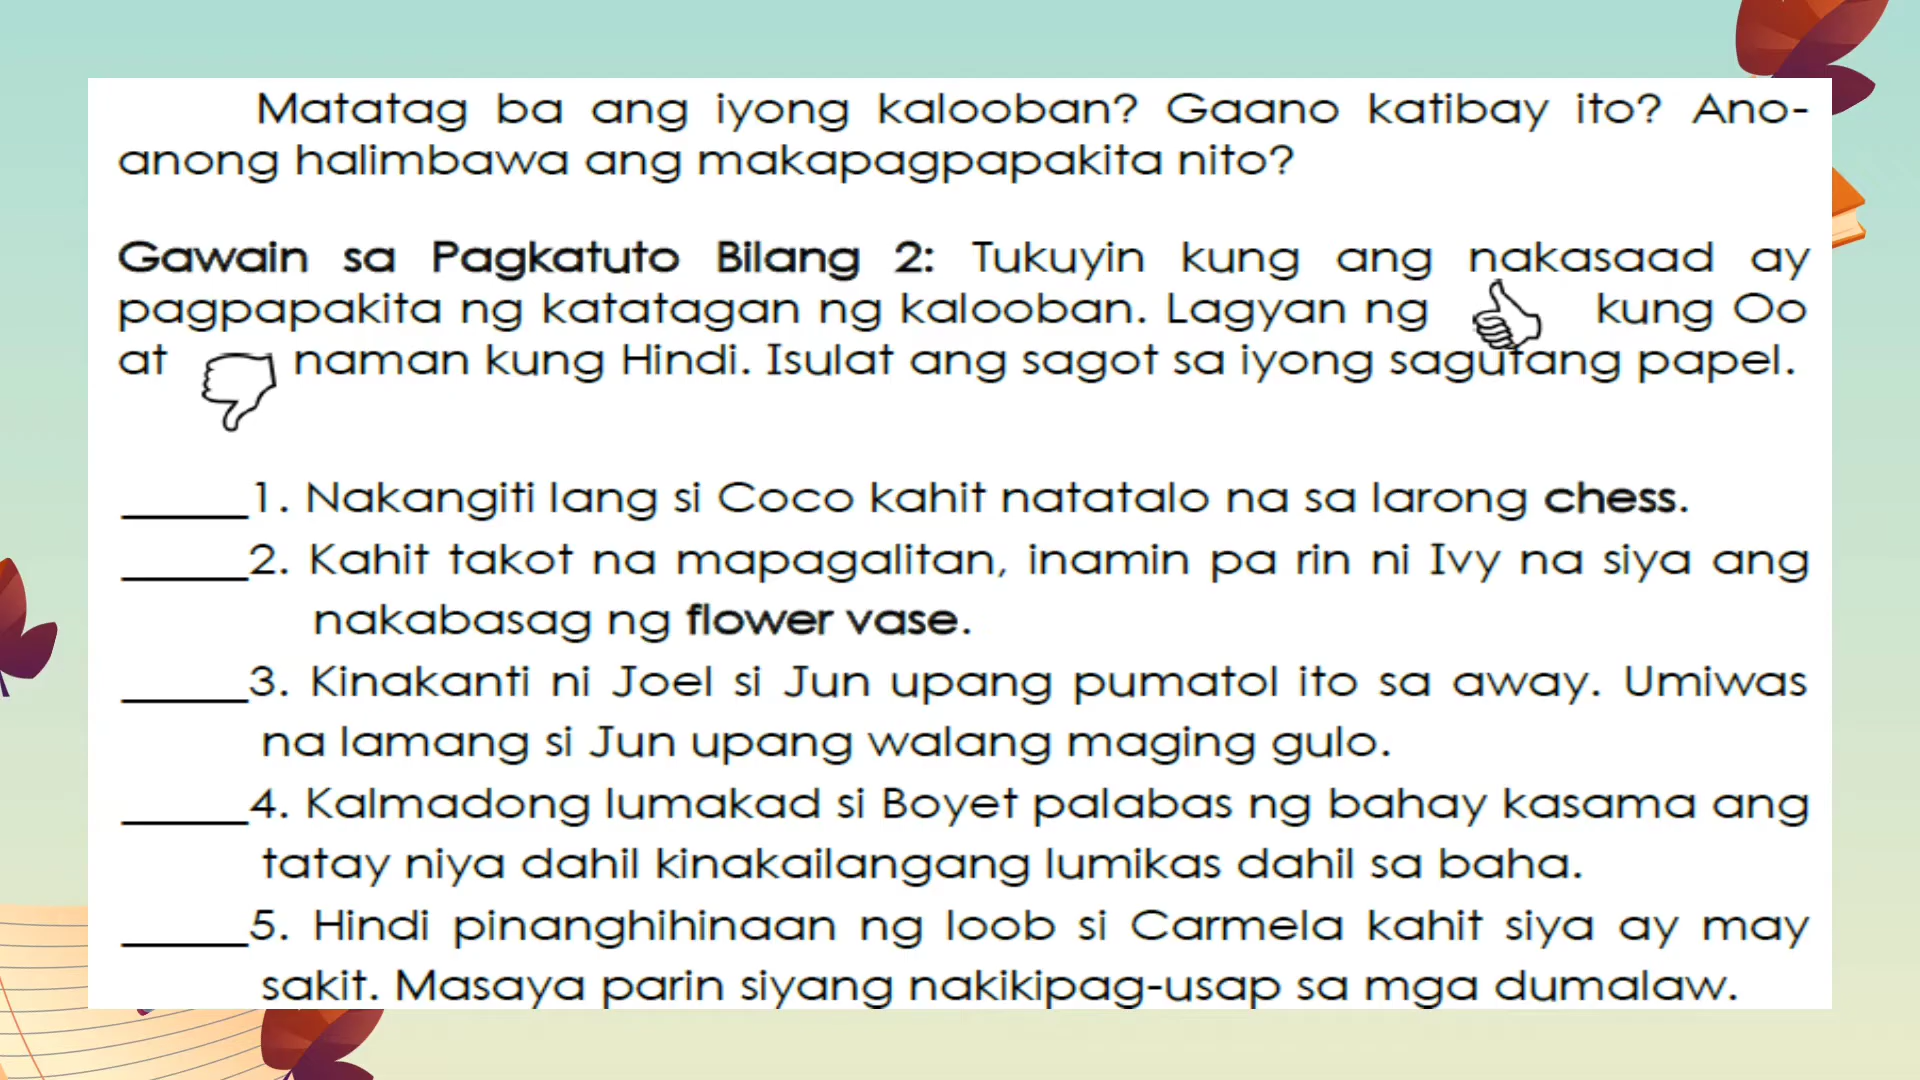 Matatag ba ang iyong kalooban? Gaano katibay ito? Ano-
anong halimbawa ang makapagpapakita nito?
Gawain sa Pagkatuto Bilang 2: Tukuyin kung ang nakasaad ay
pagpapakita ng katatagan ng kalooban. Lagyan ng kung Oo
at naman kung Hindi. Isulat ang sagot sa iyong sagutang papel.
_____1. Nakangiti lang si Coco kahit natatalo na sa larong chess.
_____2. Kahit takot na mapagalitan, inamin pa rin ni Ivy na siya ang
nakabasag ng flower vase.
_____3. Kinakanti ni Joel si Jun upang pumatol ito sa away. Umiwas
na lamang si Jun upang walang maging gulo.
_____4. Kalmadong lumakad si Boyet palabas ng bahay kasama ang
tatay niya dahil kinakailangang lumikas dahil sa baha.
_____5. Hindi pinanghihinaan ng loob si Carmela kahit siya ay may
sakit. Masaya parin siyang nakikipag-usap sa mga dumalaw.